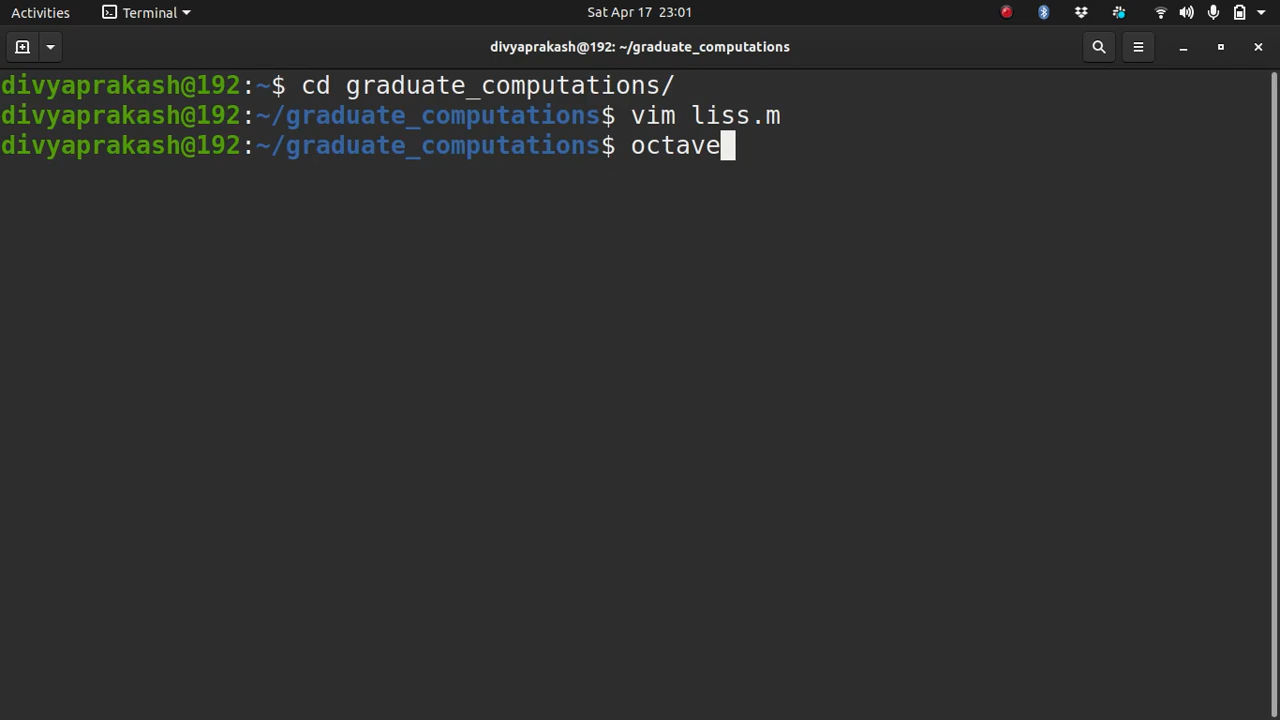 Activities Terminal Sat Apr 17 23:01
divyaprakash@192: ~/graduate_computations
divyaprakash@192:~$ cd graduate_computations/
divyaprakash@192:~/graduate_computations$ vim liss.m
divyaprakash@192:~/graduate_computations$ octave